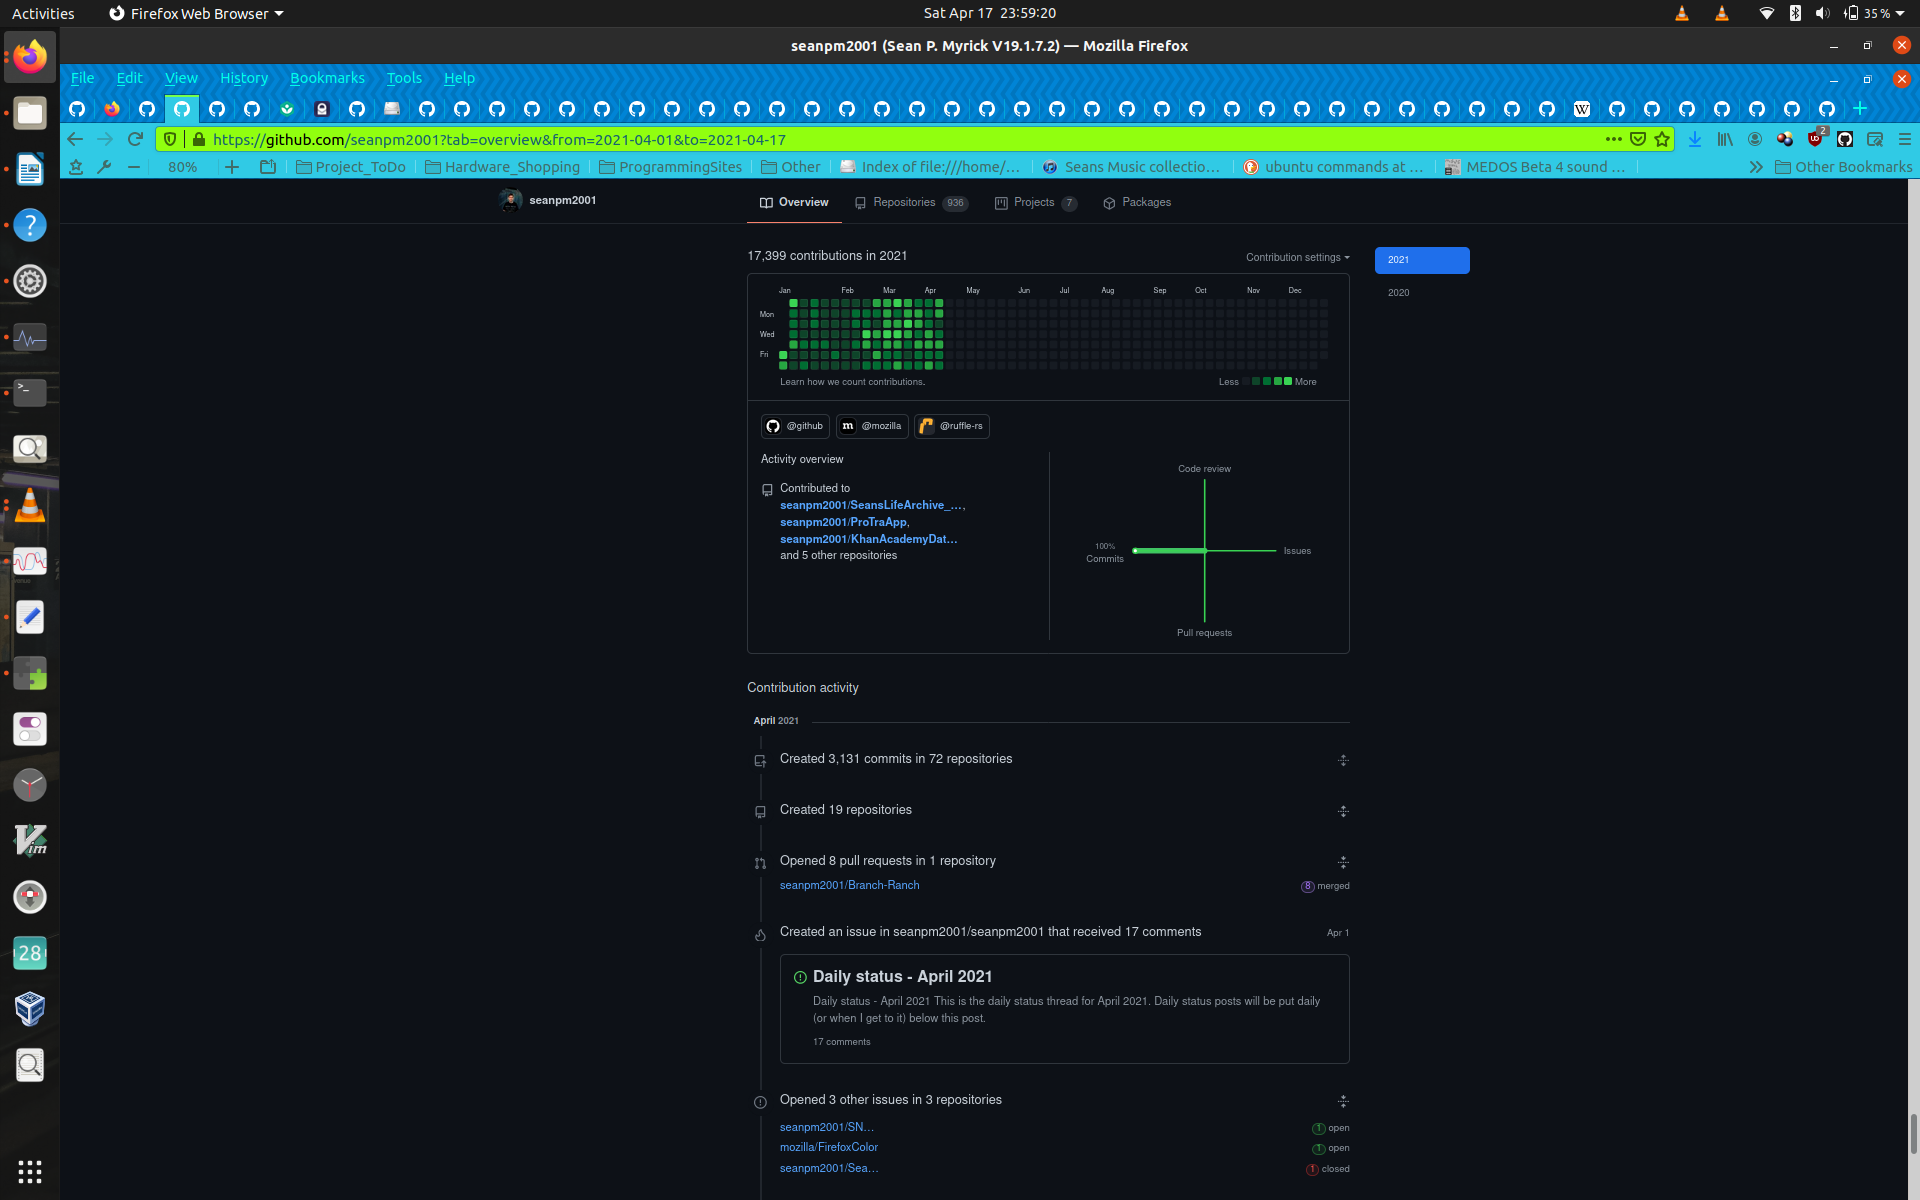 Activities
Firefox Web Browser
Sat Apr 17 23:59:20
35 %
seanpm2001 (Sean P. Myrick V19.1.7.2) — Mozilla Firefox
File Edit View History Bookmarks Tools Help
https://github.com/seanpm2001?tab=overview&from=2021-04-01&to=2021-04-17
2
80%
Project_ToDo
Hardware_Shopping
ProgrammingSites
Other
Index of file:///home/...
Seans Music collectio...
ubuntu commands at ...
MEDOS Beta 4 sound ...
Other Bookmarks
seanpm2001
Overview
Repositories 936
Projects 7
Packages
17,399 contributions in 2021
Contribution settings
2021
2020
Jan Feb Mar Apr May Jun Jul Aug Sep Oct Nov Dec
Mon
Wed
Fri
Learn how we count contributions.
Less More
@github
@mozilla
@ruffle-rs
Activity overview
Contributed to
seanpm2001/SeansLifeArchive_...,
seanpm2001/ProTraApp,
seanpm2001/KhanAcademyDat...
and 5 other repositories
Code review
100%
Commits
Issues
Pull requests
Contribution activity
April 2021
Created 3,131 commits in 72 repositories
Created 19 repositories
Opened 8 pull requests in 1 repository
seanpm2001/Branch-Ranch
8 merged
Created an issue in seanpm2001/seanpm2001 that received 17 comments
Apr 1
Daily status - April 2021
Daily status - April 2021 This is the daily status thread for April 2021. Daily status posts will be put daily
(or when I get to it) below this post.
17 comments
Opened 3 other issues in 3 repositories
seanpm2001/SN...
1 open
mozilla/FirefoxColor
1 open
seanpm2001/Sea...
1 closed
28